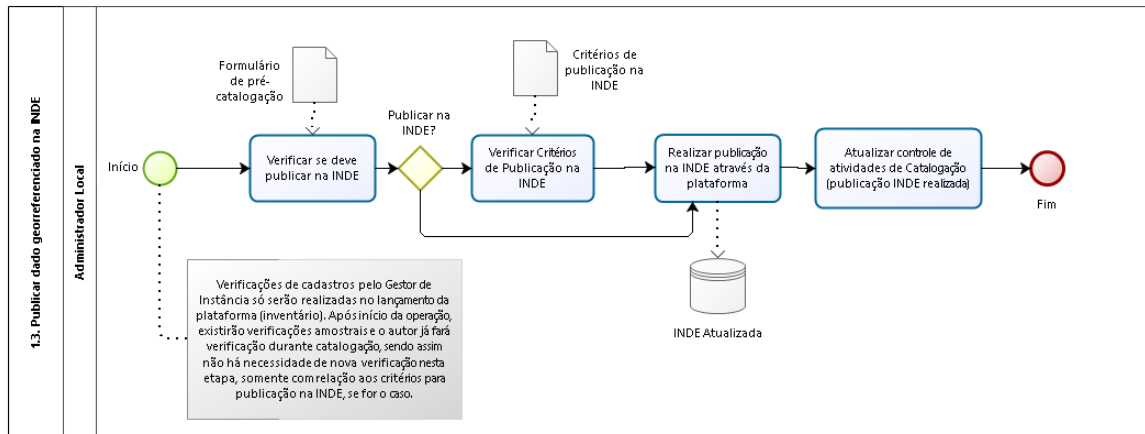 1.3. Publicar dado georreferenciado na INDE
Administrador Local
Início
Formulário
de pré-
catalogação
Verificar se deve
publicar na INDE
Publicar na
INDE?
Critérios de
publicação na
INDE
Verificar Critérios
de Publicação na
INDE
Realizar publicação
na INDE através da
plataforma
Atualizar controle de
atividades de Catalogação
(publicação INDE realizada)
Fim
INDE Atualizada
Verificações de cadastros pelo Gestor de
Instância só serão realizadas no lançamento da
plataforma (inventário). Após início da operação,
existirão verificações amostrais e o autor já fará
verificação durante catalogação, sendo assim
não há necessidade de nova verificação nesta
etapa, somente com relação aos critérios para
publicação na INDE, se for o caso.